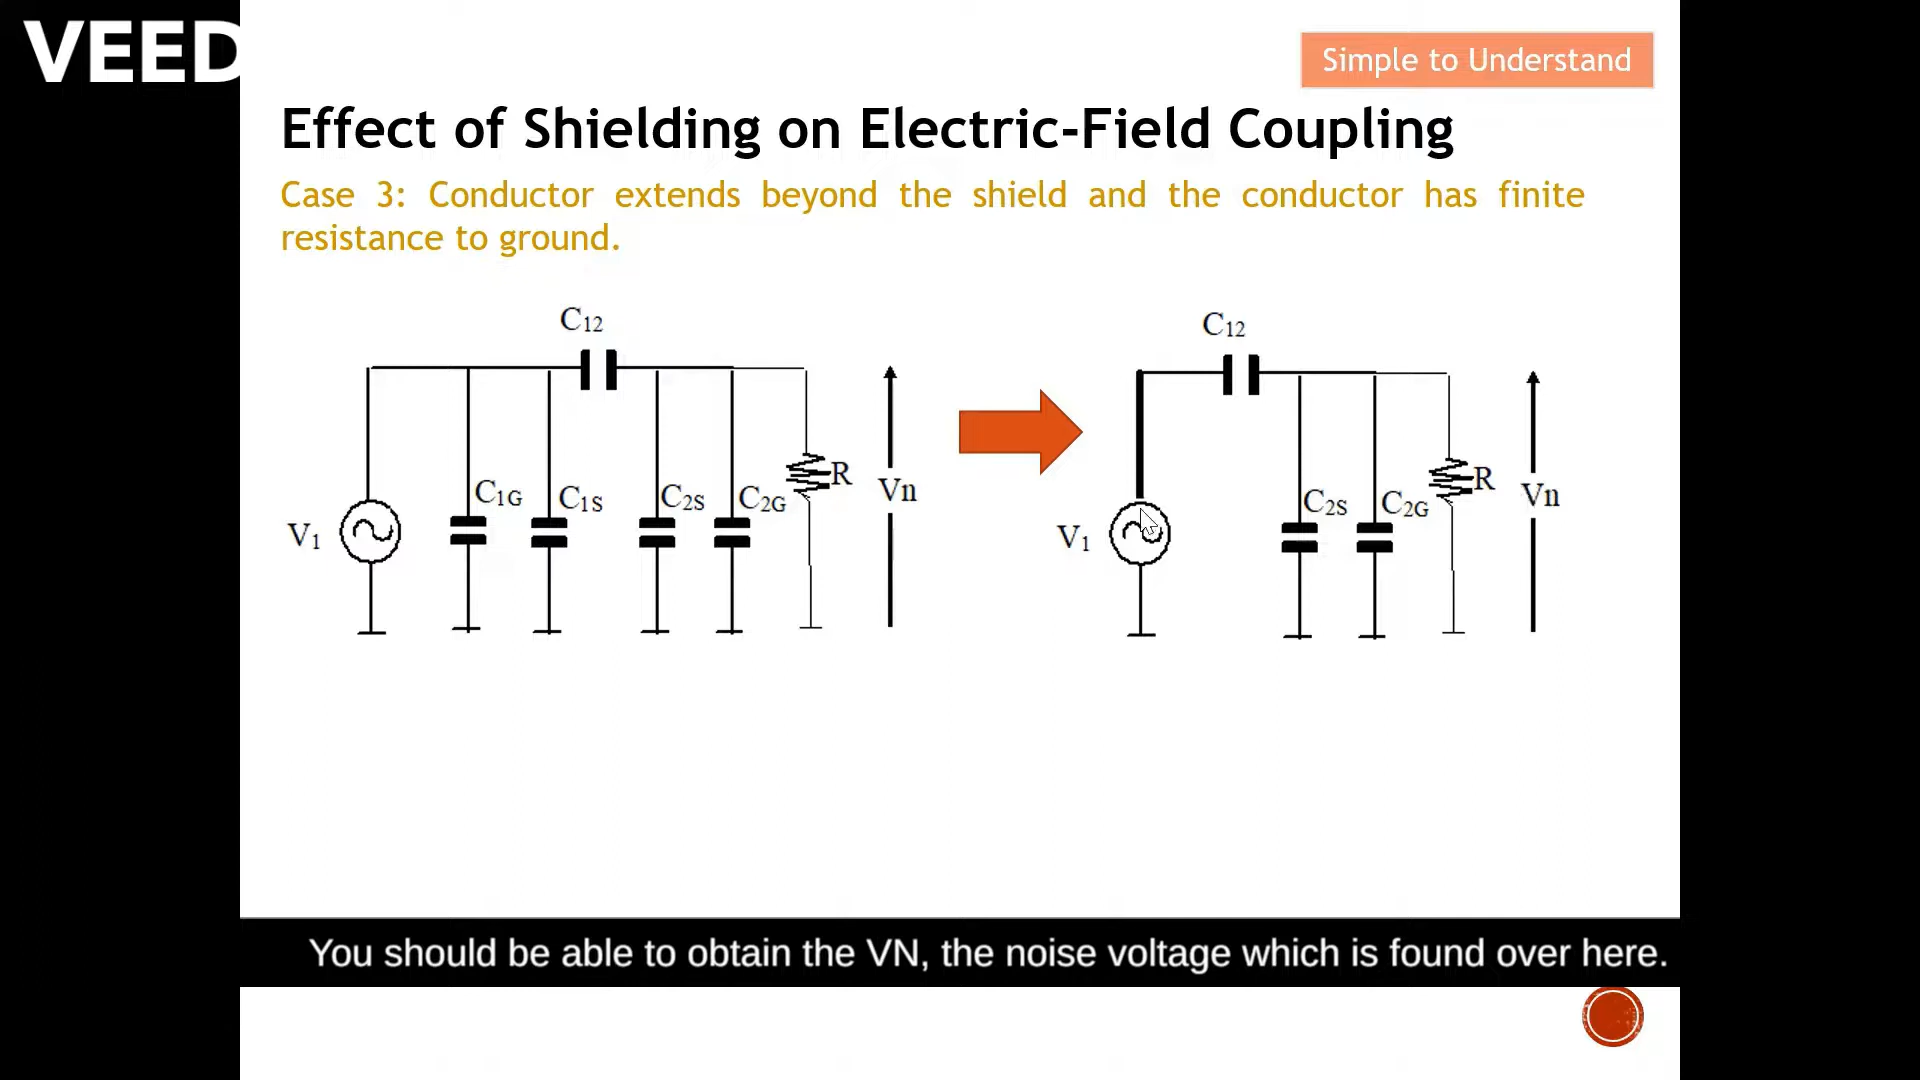 VEED
Simple to Understand
Effect of Shielding on Electric-Field Coupling
Case 3: Conductor extends beyond the shield and the conductor has finite
resistance to ground.
C12
C1G
C1S
C2S
C2G
R
Vn
V1
C12
C2S
C2G
R
Vn
V1
You should be able to obtain the VN, the noise voltage which is found over here.